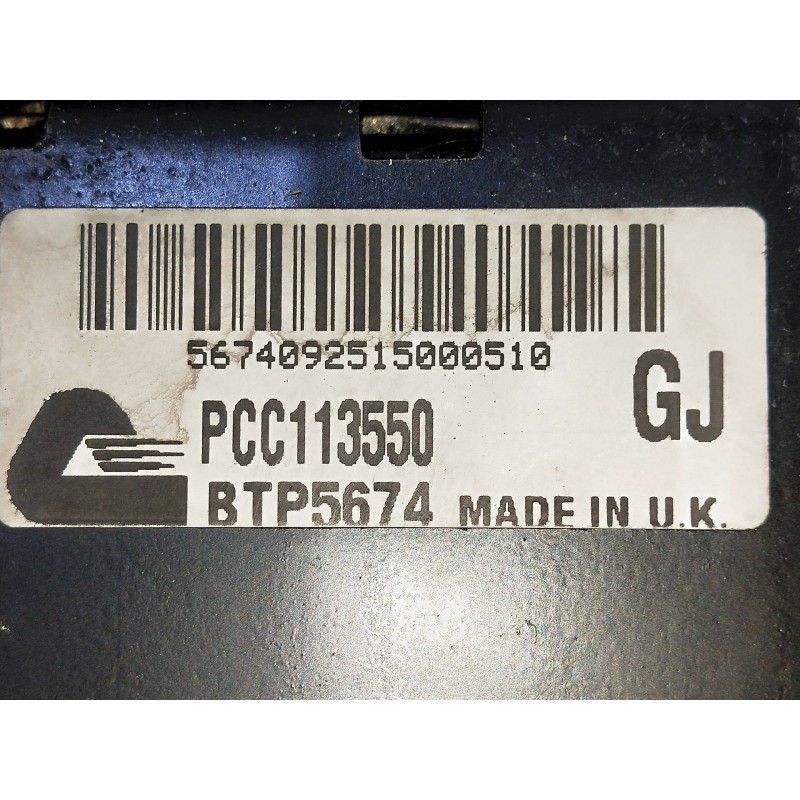 5674092515000510
GJ
PCC113550
BTP5674 MADE IN U.K.